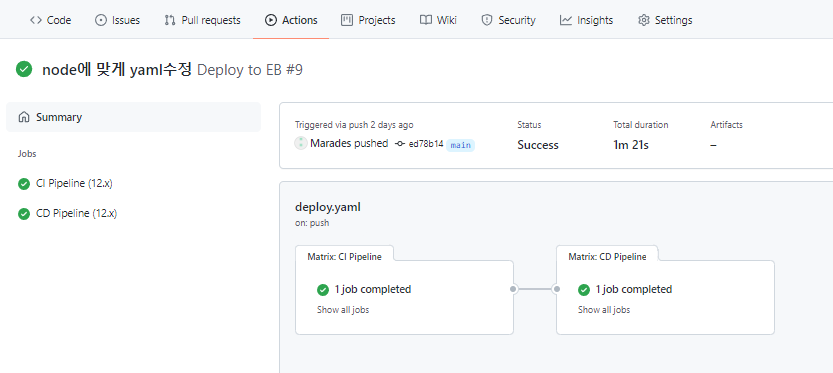 Code Issues Pull requests Actions Projects Wiki Security Insights Settings
node에 맞게 yaml수정 Deploy to EB #9
Summary
Jobs
CI Pipeline (12.x)
CD Pipeline (12.x)
Triggered via push 2 days ago
Marades pushed ed78b14 main
Status
Success
Total duration
1m 21s
Artifacts
–
deploy.yaml
on: push
Matrix: CI Pipeline
1 job completed
Show all jobs
Matrix: CD Pipeline
1 job completed
Show all jobs